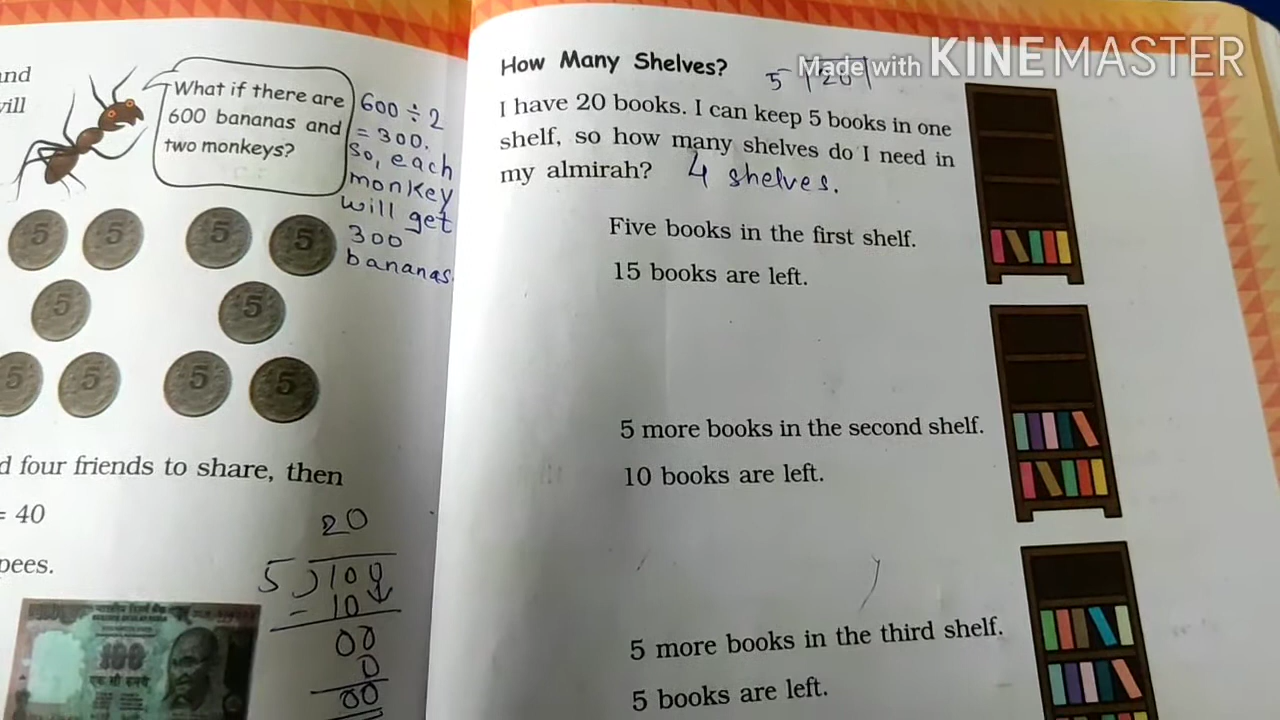 and
will
What if there are
600 bananas and
two monkeys?
600 ÷ 2
= 300.
So, each
monkey
will get
300
bananas.
5 5 5 5
5 5
5 5 5 5
d four friends to share, then
= 40
pees.
20
5 ) 100
- 10
00
0
00
100
How Many Shelves?
5 20
Made with KINEMASTER
I have 20 books. I can keep 5 books in one
shelf, so how many shelves do I need in
my almirah? 4 shelves.
Five books in the first shelf.
15 books are left.
5 more books in the second shelf.
10 books are left.
5 more books in the third shelf.
5 books are left.